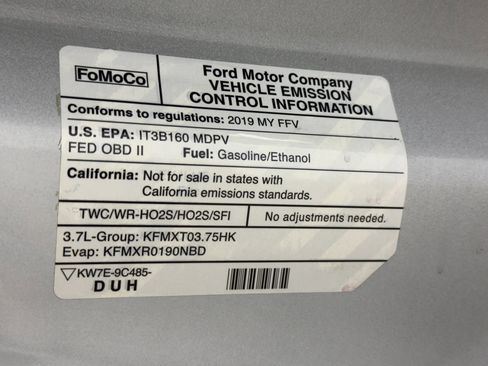 FoMoCo
Ford Motor Company
VEHICLE EMISSION
CONTROL INFORMATION
Conforms to regulations: 2019 MY FFV
U.S. EPA: IT3B160 MDPV
FED OBD II Fuel: Gasoline/Ethanol
California: Not for sale in states with
California emissions standards.
TWC/WR-HO2S/HO2S/SFI No adjustments needed.
3.7L-Group: KFMXT03.75HK
Evap: KFMXR0190NBD
KW7E-9C485-
DUH